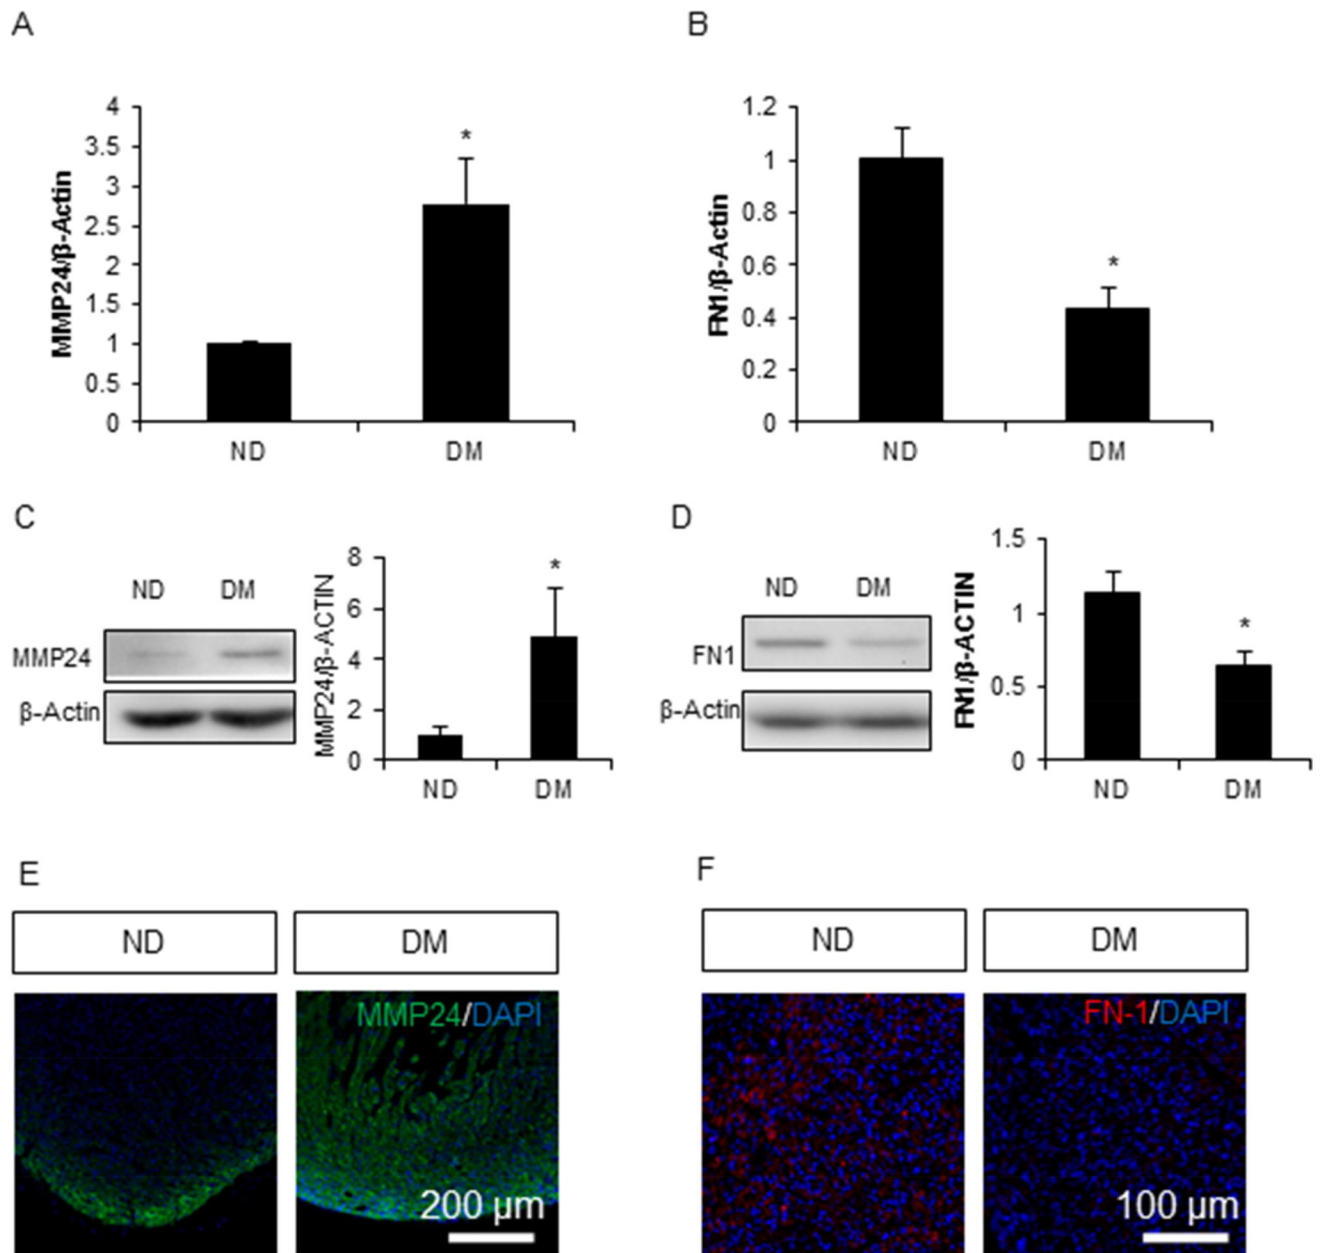 A
B
MMP24/β-Actin
4
3.5
3
2.5
2
1.5
1
0.5
0
*
ND
DM
FN1/β-Actin
1.2
1
0.8
0.6
0.4
0.2
0
*
ND
DM
C
D
ND
DM
MMP24
β-Actin
MMP24/β-ACTIN
8
6
4
2
0
*
ND
DM
ND
DM
FN1
β-Actin
FN1/β-ACTIN
1.5
1
0.5
0
*
ND
DM
E
F
ND
DM
MMP24/DAPI
200 μm
ND
DM
FN-1/DAPI
100 μm